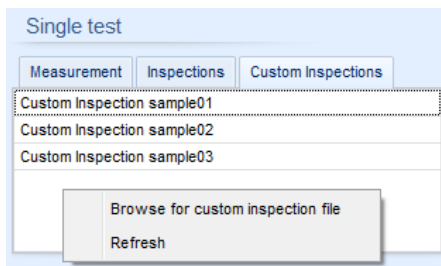 Single test
Measurement Inspections Custom Inspections
Custom Inspection sample01
Custom Inspection sample02
Custom Inspection sample03
Browse for custom inspection file
Refresh